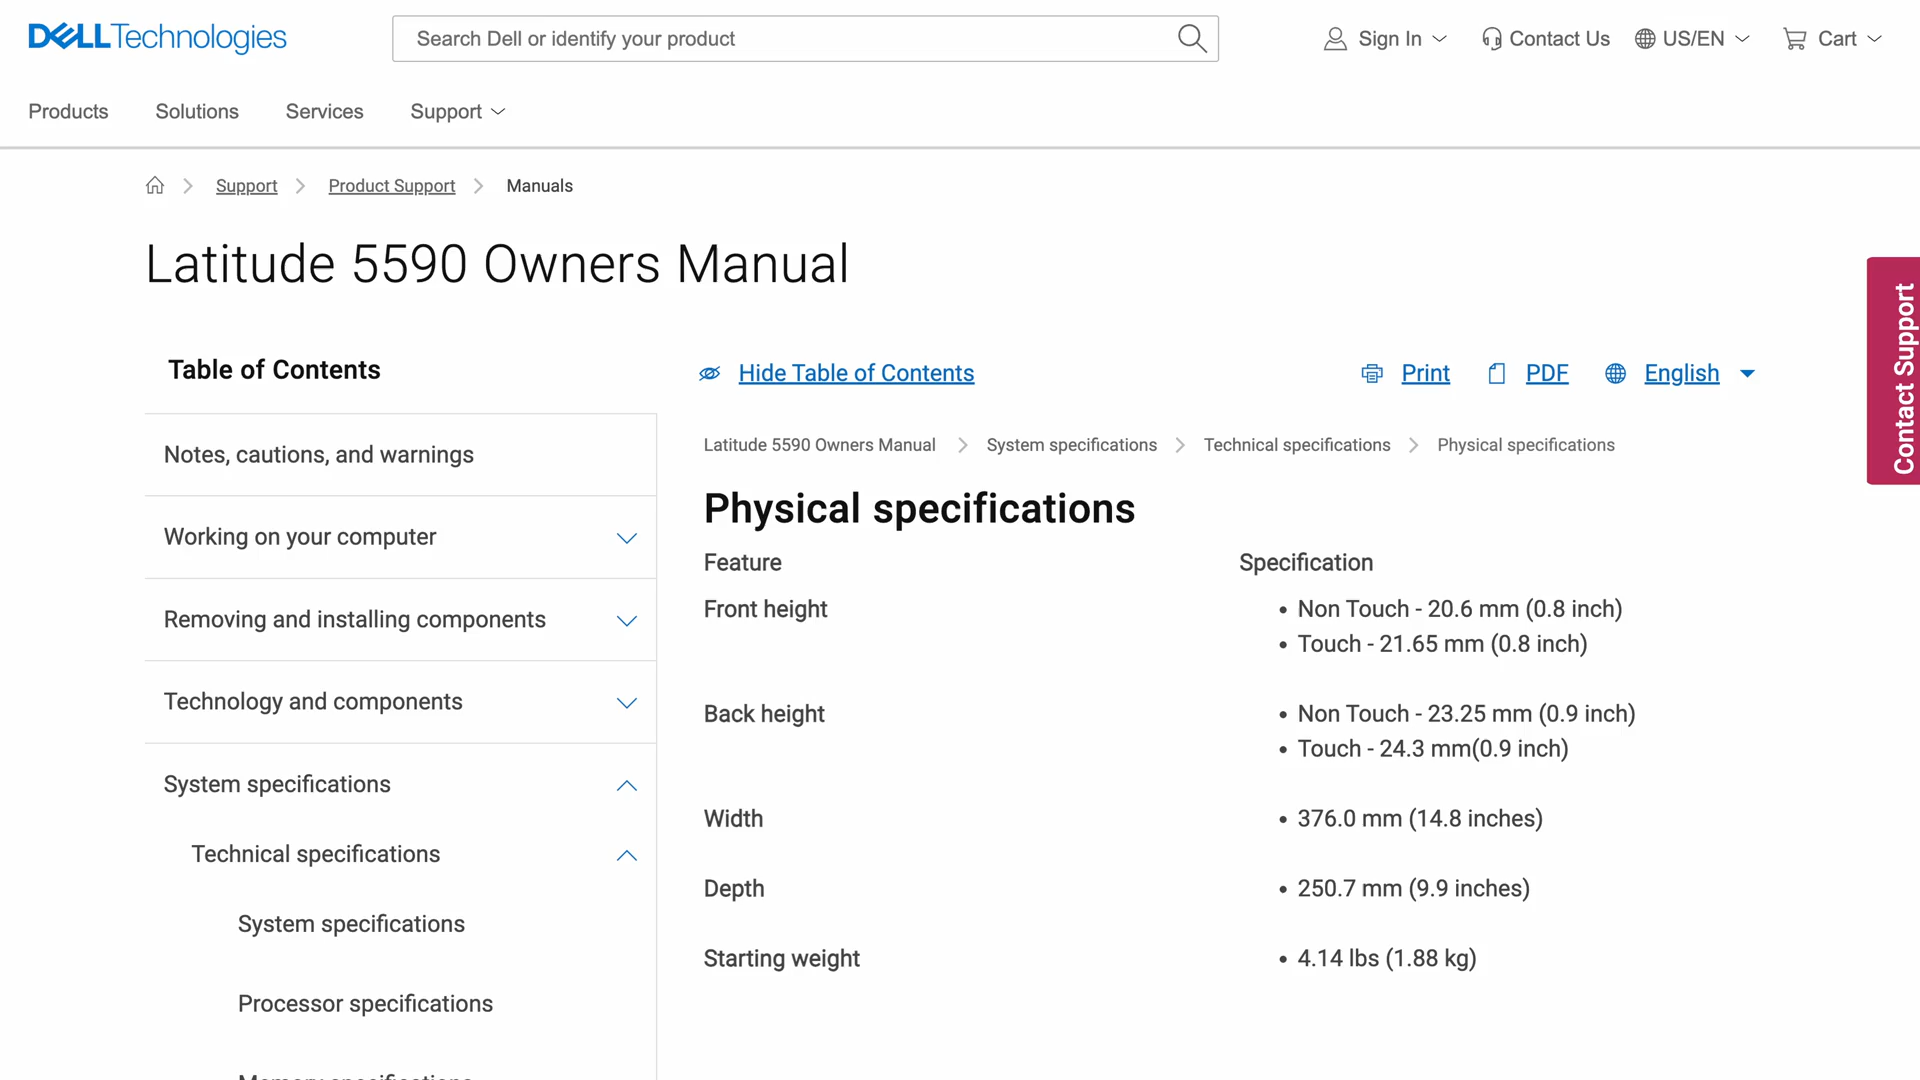 DELLTechnologies
Search Dell or identify your product
Sign In
Contact Us
US/EN
Cart
Products
Solutions
Services
Support
Support
Product Support
Manuals
Latitude 5590 Owners Manual
Contact Support
Table of Contents
Hide Table of Contents
Print
PDF
English
Notes, cautions, and warnings
Working on your computer
Removing and installing components
Technology and components
System specifications
Technical specifications
System specifications
Processor specifications
Memory specifications
Latitude 5590 Owners Manual
System specifications
Technical specifications
Physical specifications
Physical specifications
Feature
Specification
Front height
• Non Touch - 20.6 mm (0.8 inch)
• Touch - 21.65 mm (0.8 inch)
Back height
• Non Touch - 23.25 mm (0.9 inch)
• Touch - 24.3 mm(0.9 inch)
Width
• 376.0 mm (14.8 inches)
Depth
• 250.7 mm (9.9 inches)
Starting weight
• 4.14 lbs (1.88 kg)